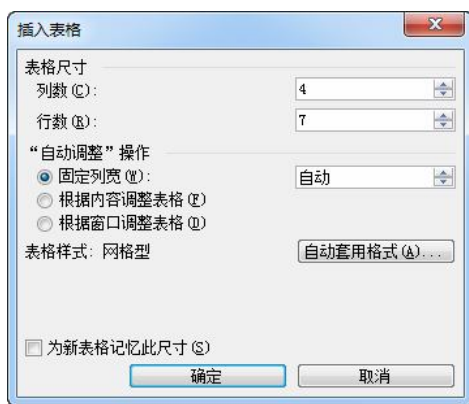 插入表格
表格尺寸
列数(C): 4
行数(R): 7
“自动调整”操作
固定列宽(W): 自动
根据内容调整表格(F)
根据窗口调整表格(D)
表格样式: 网格型 自动套用格式(A)...
为新表格记忆此尺寸(S)
确定 取消